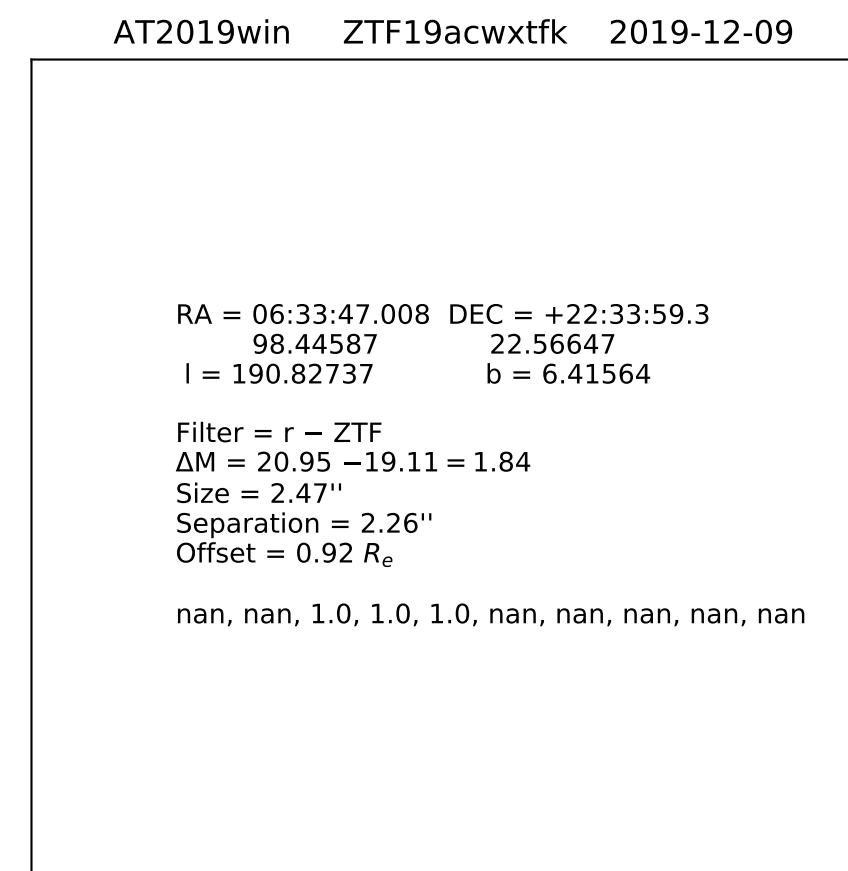 AT2019win ZTF19acwxtfk 2019-12-09
RA = 06:33:47.008 DEC = +22:33:59.3
98.44587 22.56647
l = 190.82737 b = 6.41564
Filter = r − ZTF
ΔM = 20.95 −19.11 = 1.84
Size = 2.47''
Separation = 2.26''
Offset = 0.92 Re
nan, nan, 1.0, 1.0, 1.0, nan, nan, nan, nan, nan